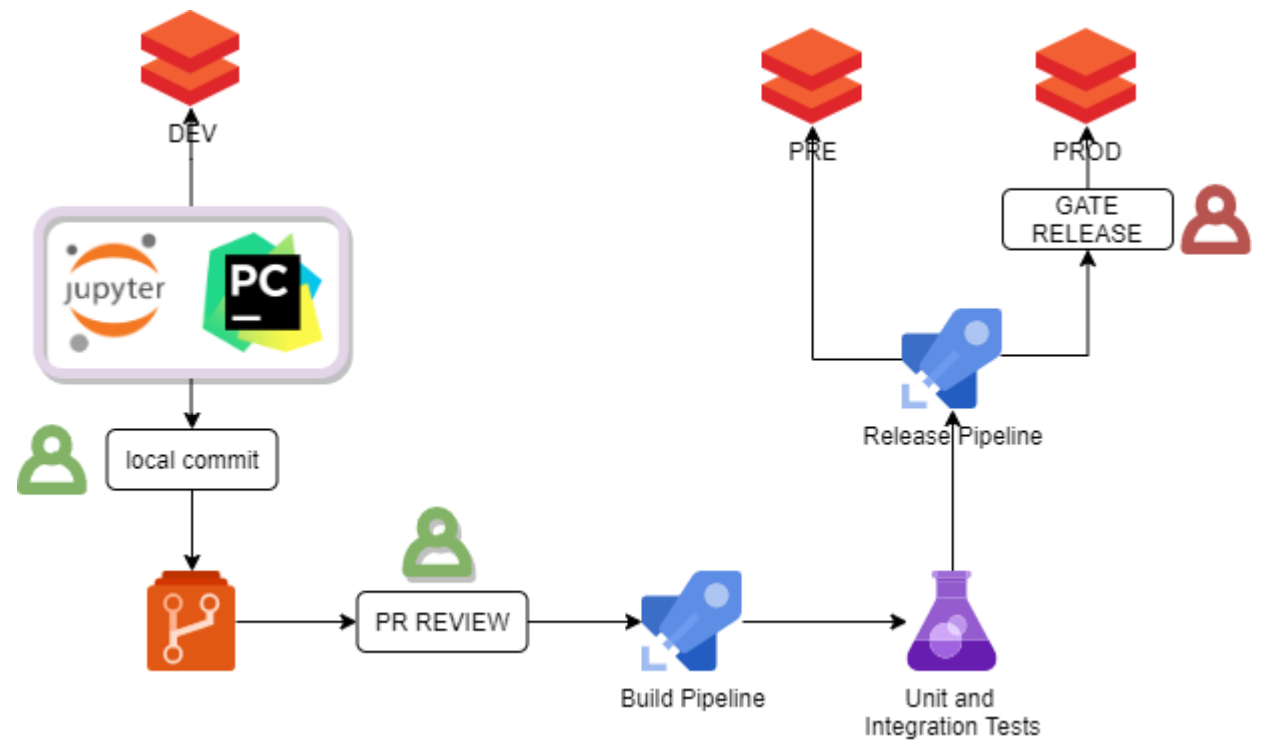 DEV
PRE
PROD
GATE
RELEASE
jupyter
PC
Release Pipeline
local commit
PR REVIEW
Build Pipeline
Unit and
Integration Tests